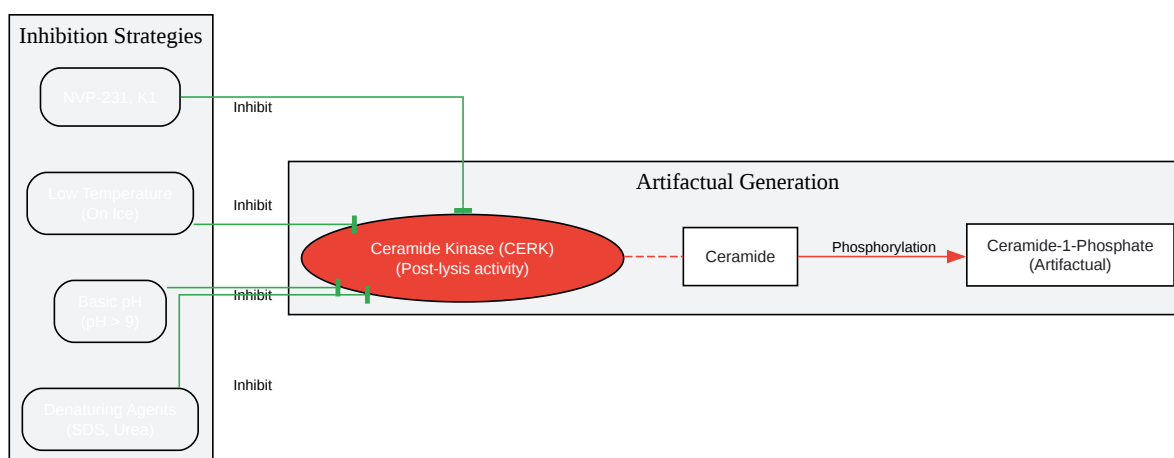 Inhibition Strategies
NVP-231, K1
Inhibit
Low Temperature
(On Ice)
Inhibit
Basic pH
(pH > 9)
Inhibit
Denaturing Agents
(SDS, Urea)
Inhibit
Artifactual Generation
Ceramide Kinase (CERK)
(Post-lysis activity)
Ceramide
Phosphorylation
Ceramide-1-Phosphate
(Artifactual)